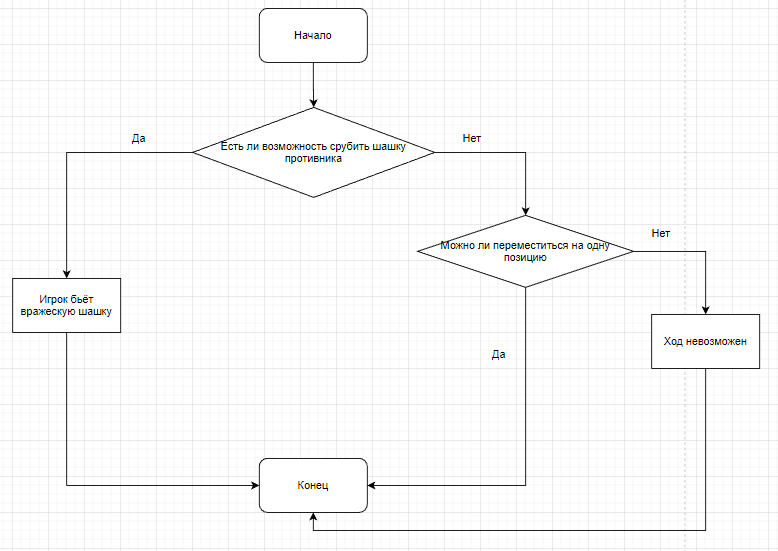 Начало
Да
Есть ли возможность срубить шашку
противника
Нет
Можно ли переместиться на одну
позицию
Нет
Игрок бьёт
вражескую шашку
Ход невозможен
Да
Конец